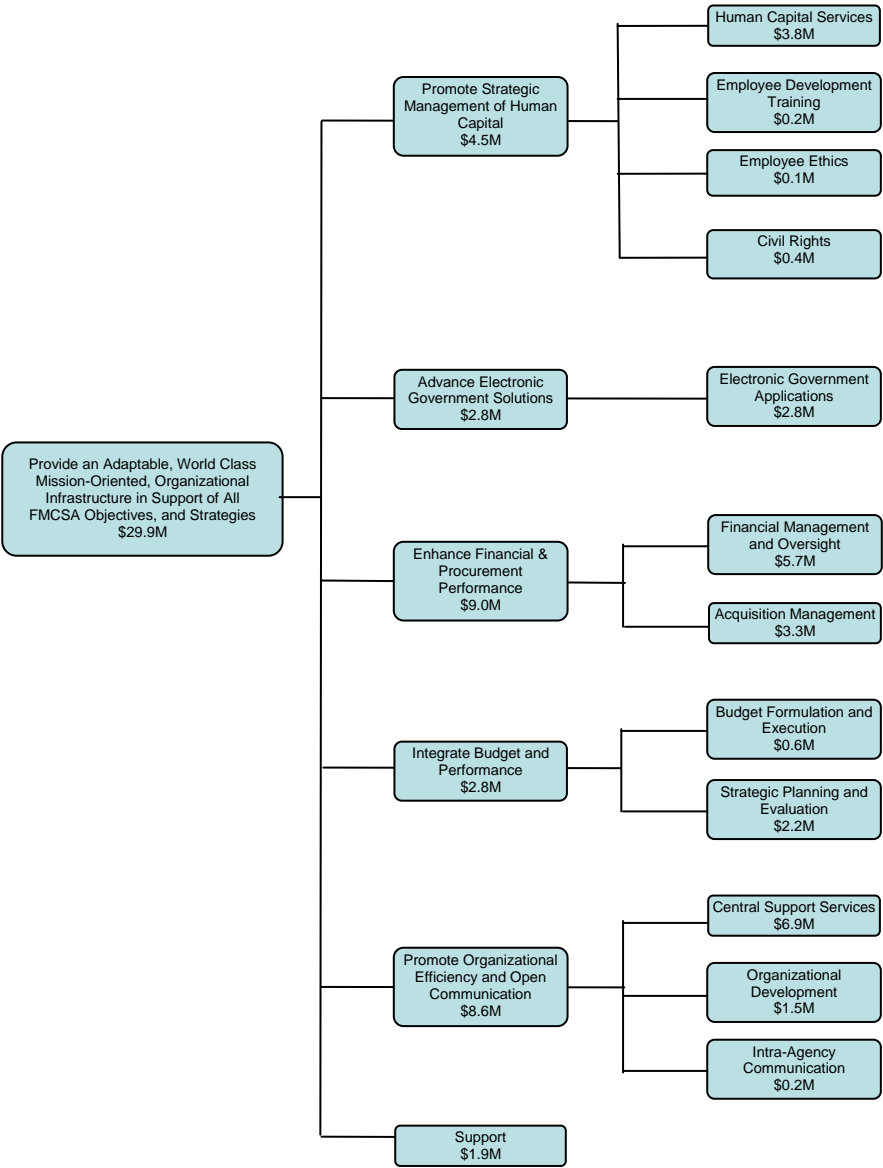 Provide an Adaptable, World Class
Mission-Oriented, Organizational
Infrastructure in Support of All
FMCSA Objectives, and Strategies
$29.9M
Promote Strategic
Management of Human
Capital
$4.5M
Human Capital Services
$3.8M
Employee Development
Training
$0.2M
Employee Ethics
$0.1M
Civil Rights
$0.4M
Advance Electronic
Government Solutions
$2.8M
Electronic Government
Applications
$2.8M
Enhance Financial &
Procurement
Performance
$9.0M
Financial Management
and Oversight
$5.7M
Acquisition Management
$3.3M
Integrate Budget and
Performance
$2.8M
Budget Formulation and
Execution
$0.6M
Strategic Planning and
Evaluation
$2.2M
Promote Organizational
Efficiency and Open
Communication
$8.6M
Central Support Services
$6.9M
Organizational
Development
$1.5M
Intra-Agency
Communication
$0.2M
Support
$1.9M